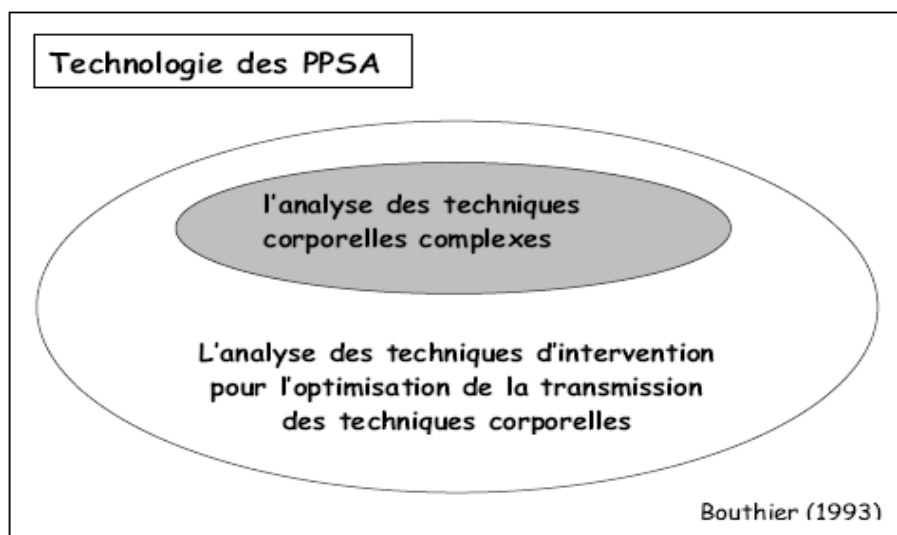 Technologie des PPSA
l'analyse des techniques
corporelles complexes
L'analyse des techniques d'intervention
pour l'optimisation de la transmission
des techniques corporelles
Bouthier (1993)